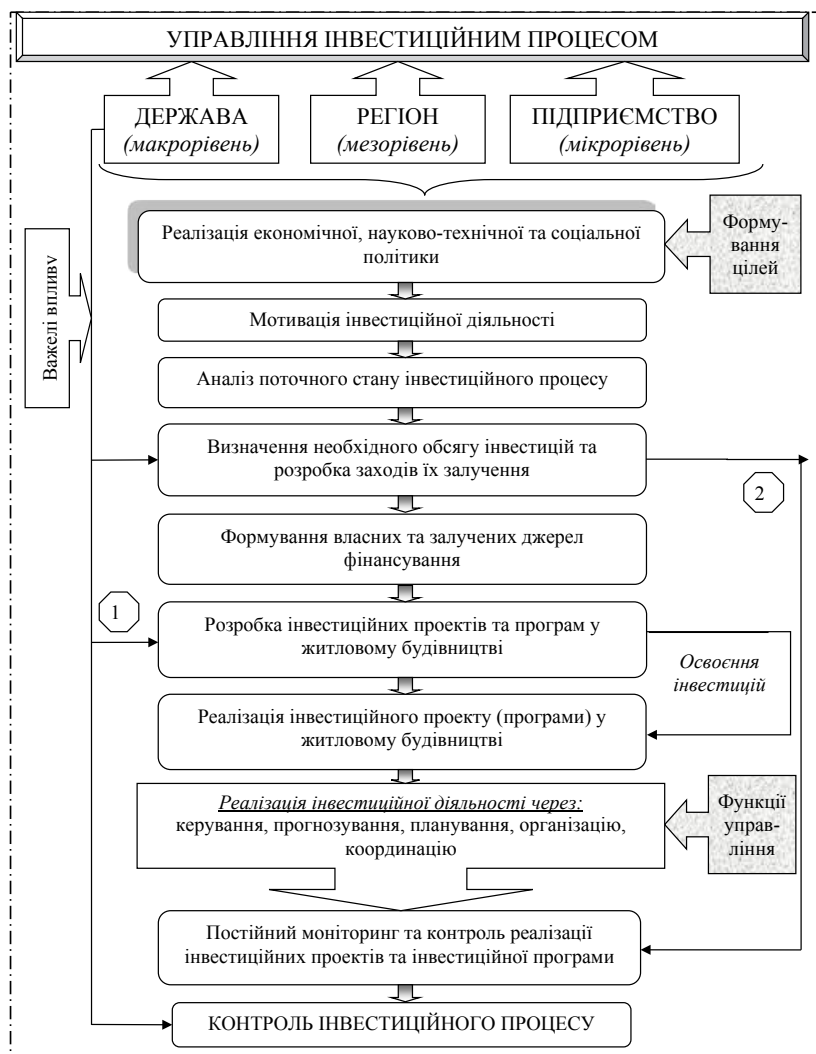 УПРАВЛІННЯ ІНВЕСТИЦІЙНИМ ПРОЦЕСОМ
ДЕРЖАВА
(макрорівень)
РЕГІОН
(мезорівень)
ПІДПРИЄМСТВО
(мікрорівень)
Реалізація економічної, науково-технічної та соціальної
політики
Форму-
вання
цілей
Важелі впливу
Мотивація інвестиційної діяльності
Аналіз поточного стану інвестиційного процесу
Визначення необхідного обсягу інвестицій та
розробка заходів їх залучення
2
Формування власних та залучених джерел
фінансування
1
Розробка інвестиційних проектів та програм у
житловому будівництві
Освоєння
інвестицій
Реалізація інвестиційного проекту (програми) у
житловому будівництві
Реалізація інвестиційної діяльності через:
керування, прогнозування, планування, організацію,
координацію
Функції
управ-
ління
Постійний моніторинг та контроль реалізації
інвестиційних проектів та інвестиційної програми
КОНТРОЛЬ ІНВЕСТИЦІЙНОГО ПРОЦЕСУ